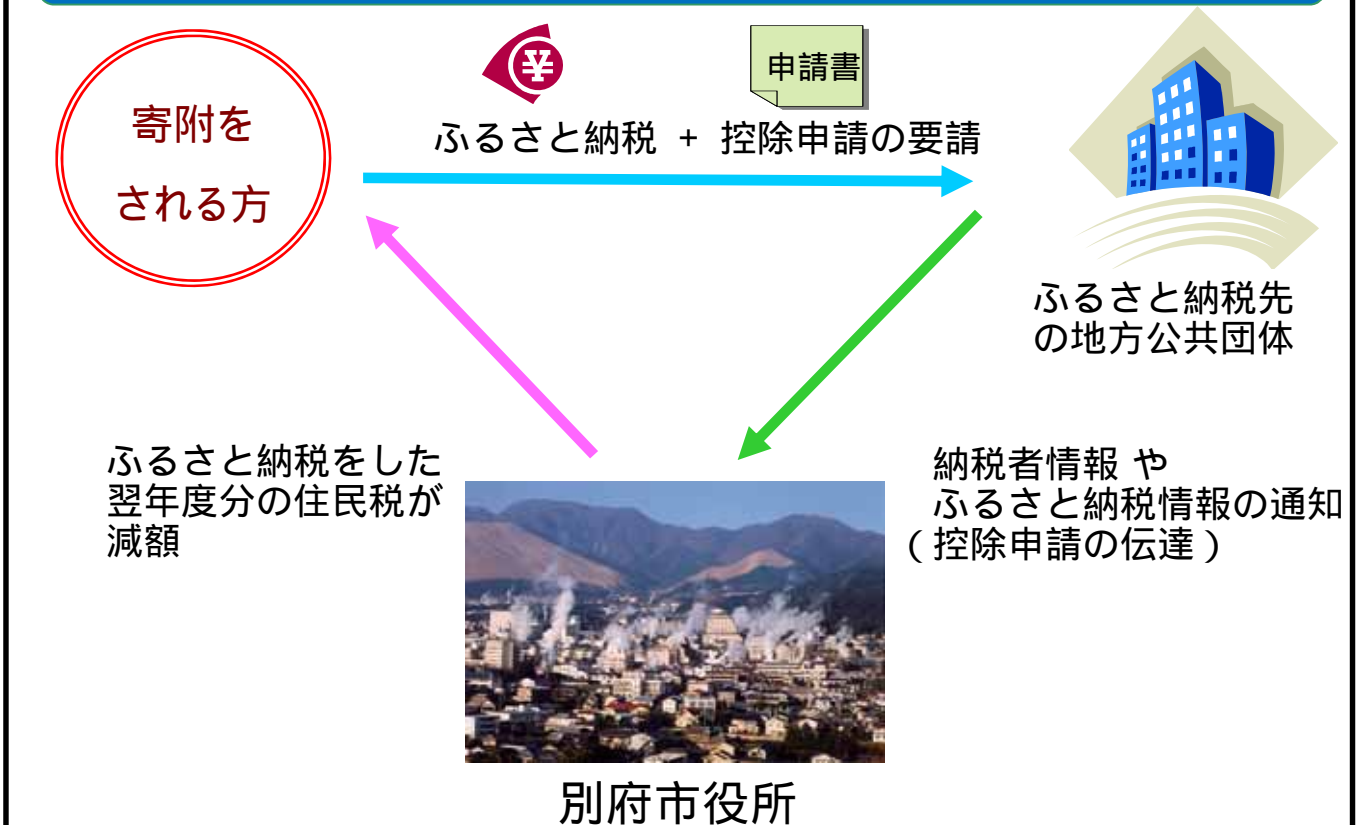 寄附を
される方
¥
申請書
ふるさと納税 + 控除申請の要請
ふるさと納税先
の地方公共団体
ふるさと納税をした
翌年度分の住民税が
減額
納税者情報 や
ふるさと納税情報の通知
（控除申請の伝達）
別府市役所